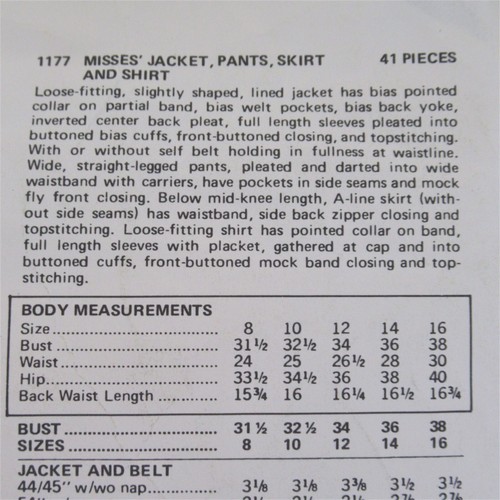 1177 MISSES' JACKET, PANTS, SKIRT 41 PIECES
AND SHIRT
Loose-fitting, slightly shaped, lined jacket has bias pointed
collar on partial band, bias welt pockets, bias back yoke,
inverted center back pleat, full length sleeves pleated into
buttoned bias cuffs, front-buttoned closing, and topstitching.
With or without self belt holding in fullness at waistline.
Wide, straight-legged pants, pleated and darted into wide
waistband with carriers, have pockets in side seams and mock
fly front closing. Below mid-knee length, A-line skirt (with-
out side seams) has waistband, side back zipper closing and
topstitching. Loose-fitting shirt has pointed collar on band,
full length sleeves with placket, gathered at cap and into
buttoned cuffs, front-buttoned mock band closing and top-
stitching.
BODY MEASUREMENTS
Size 8 10 12 14 16
Bust 31½ 32½ 34 36 38
Waist 24 25 26½ 28 30
Hip 33½ 34½ 36 38 40
Back Waist Length 15¾ 16 16¼ 16½ 16¾
BUST 31½ 32½ 34 36 38
SIZES 8 10 12 14 16
JACKET AND BELT
44/45" w/wo nap 3⅛ 3⅛ 3⅜ 3½ 3½